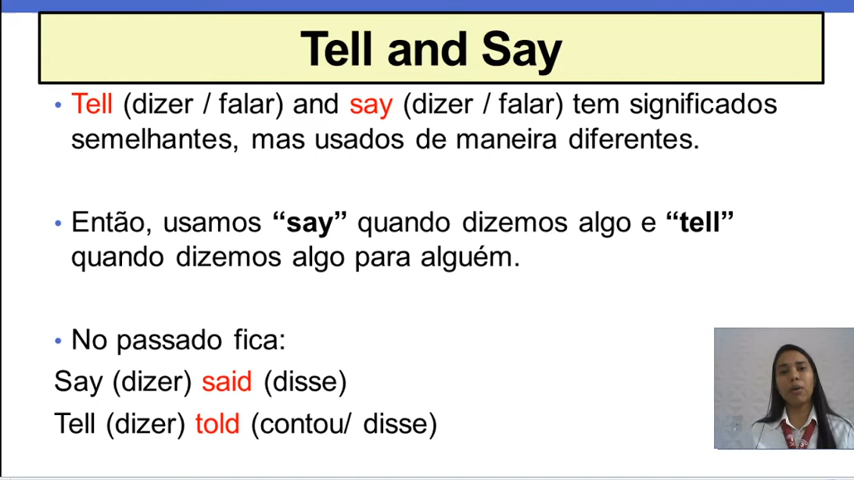 Tell and Say
• Tell (dizer / falar) and say (dizer / falar) tem significados
semelhantes, mas usados de maneira diferentes.
• Então, usamos “say” quando dizemos algo e “tell”
quando dizemos algo para alguém.
• No passado fica:
Say (dizer) said (disse)
Tell (dizer) told (contou/ disse)